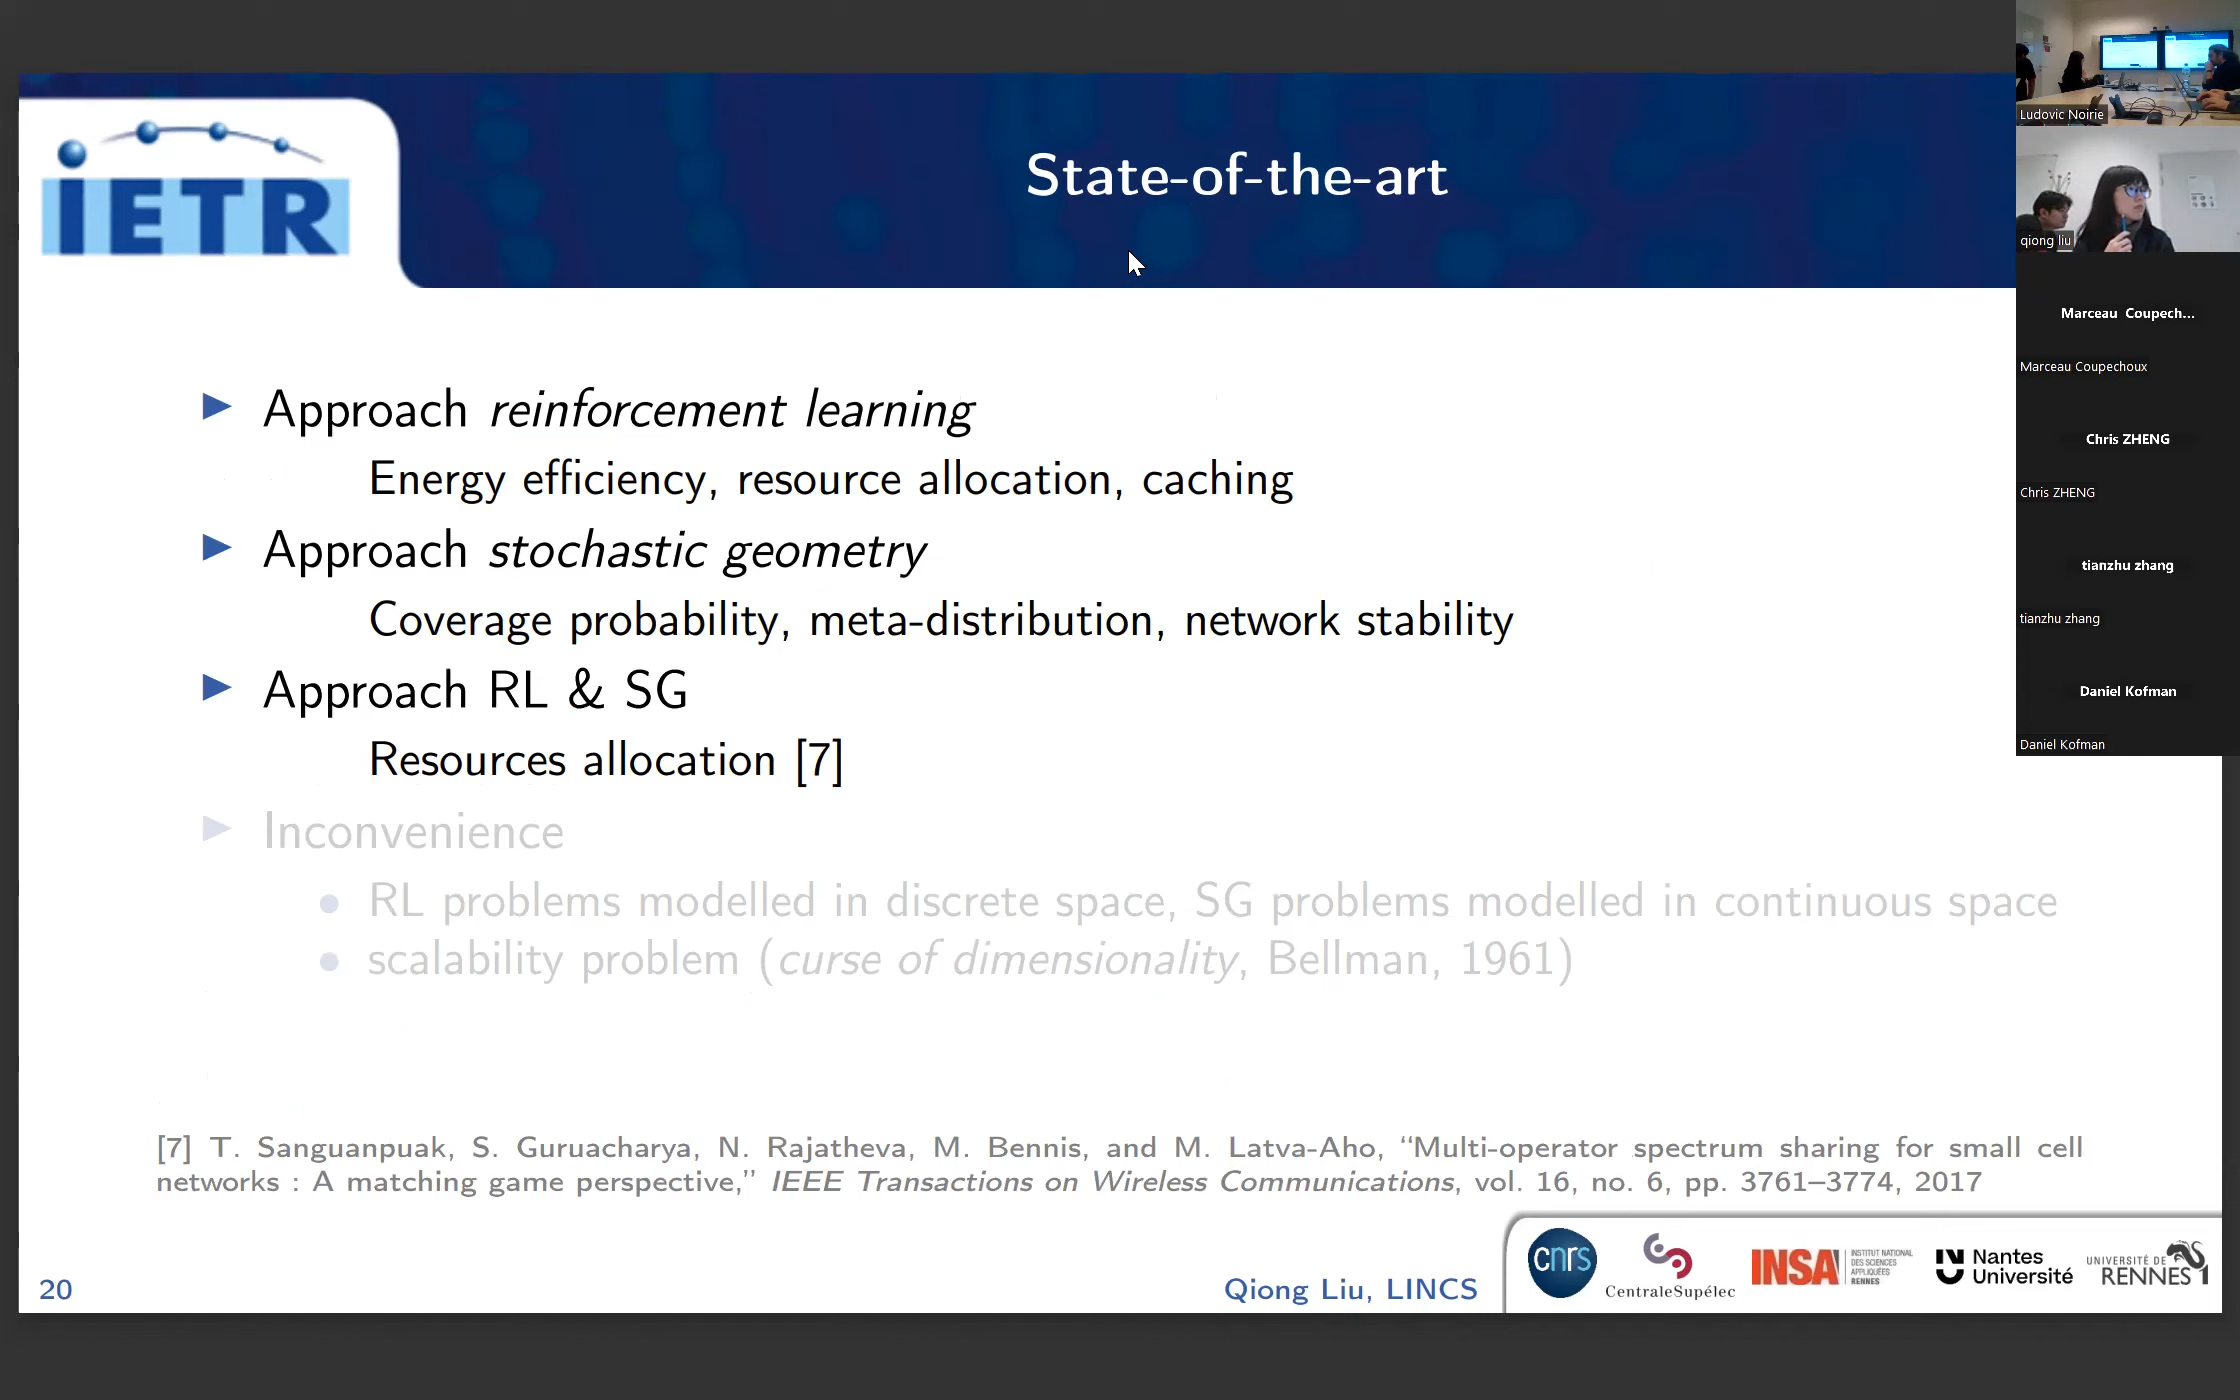 State-of-the-art
iETR
Approach reinforcement learning
Energy efficiency, resource allocation, caching
Approach stochastic geometry
Coverage probability, meta-distribution, network stability
Approach RL & SG
Resources allocation [7]
Inconvenience
RL problems modelled in discrete space, SG problems modelled in continuous space
scalability problem (curse of dimensionality, Bellman, 1961)
[7] T. Sanguanpuak, S. Guruacharya, N. Rajatheva, M. Bennis, and M. Latva-Aho, “Multi-operator spectrum sharing for small cell
networks : A matching game perspective,” IEEE Transactions on Wireless Communications, vol. 16, no. 6, pp. 3761–3774, 2017
20
Qiong Liu, LINCS
cnrs
CentraleSupélec
INSA
INSTITUT NATIONAL
DES SCIENCES
APPLIQUÉES
RENNES
Nantes
Université
UNIVERSITÉ DE
RENNES 1
Ludovic Noirie
qiong liu
Marceau Coupech...
Marceau Coupechoux
Chris ZHENG
Chris ZHENG
tianzhu zhang
tianzhu zhang
Daniel Kofman
Daniel Kofman